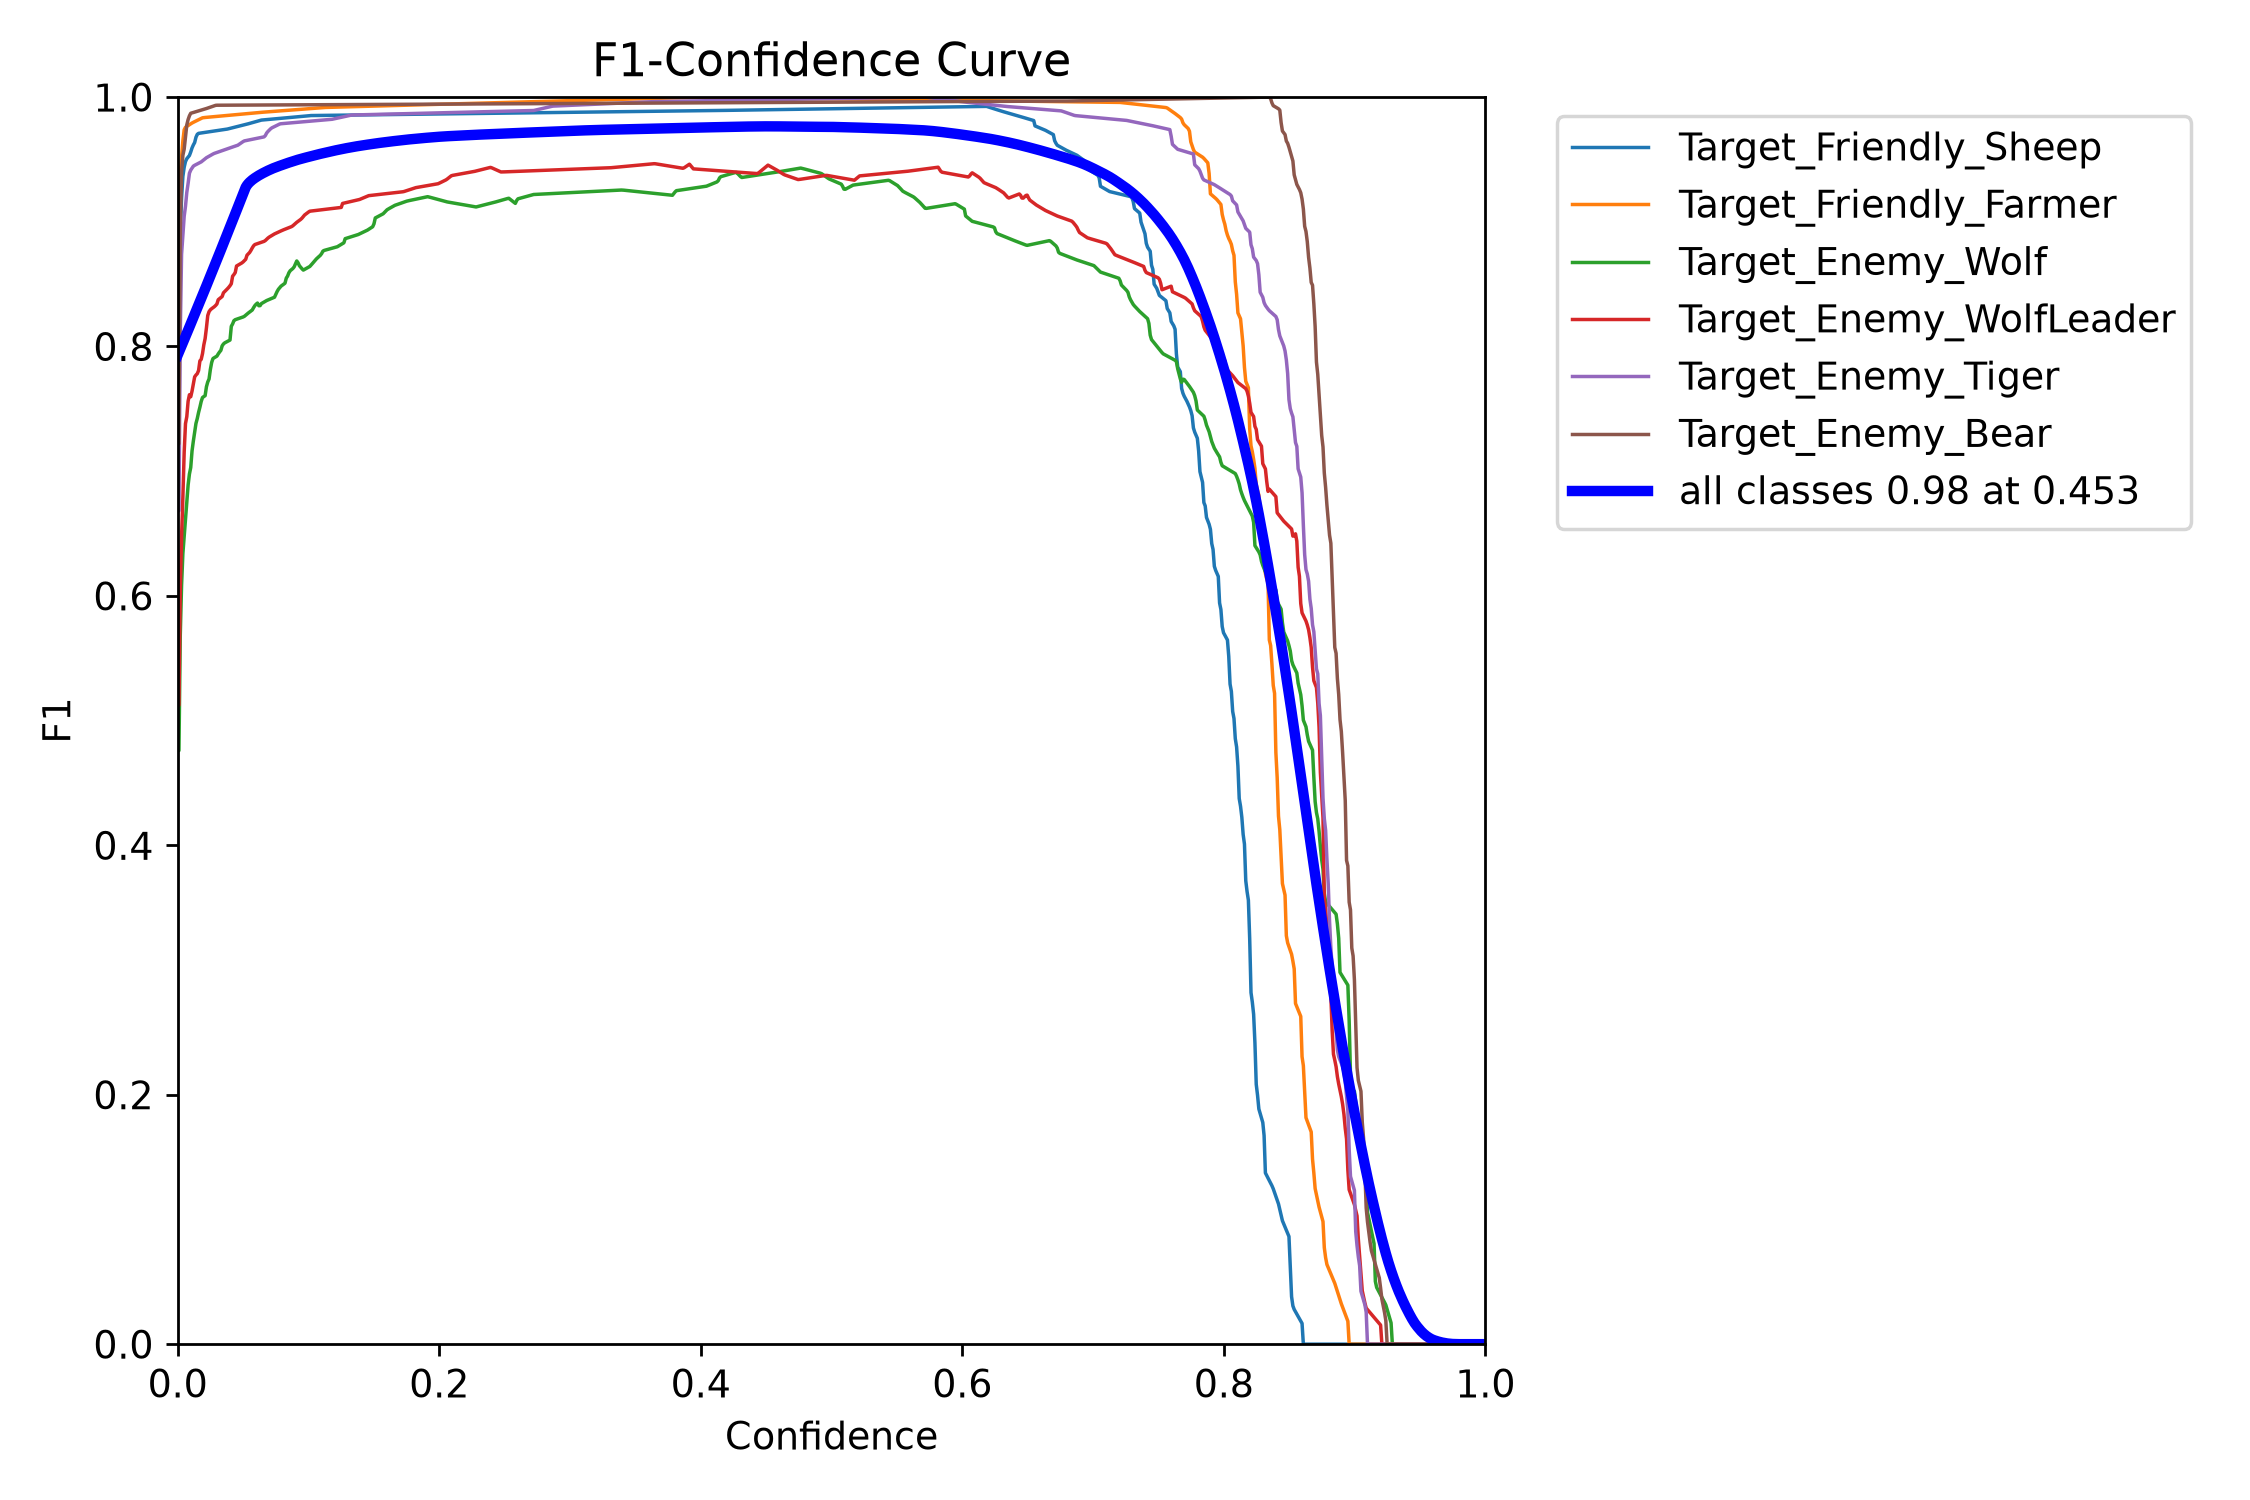 F1-Confidence Curve
1.0
0.8
0.6
0.4
0.2
0.0
F1
0.0 0.2 0.4 0.6 0.8 1.0
Confidence
Target_Friendly_Sheep
Target_Friendly_Farmer
Target_Enemy_Wolf
Target_Enemy_WolfLeader
Target_Enemy_Tiger
Target_Enemy_Bear
all classes 0.98 at 0.453